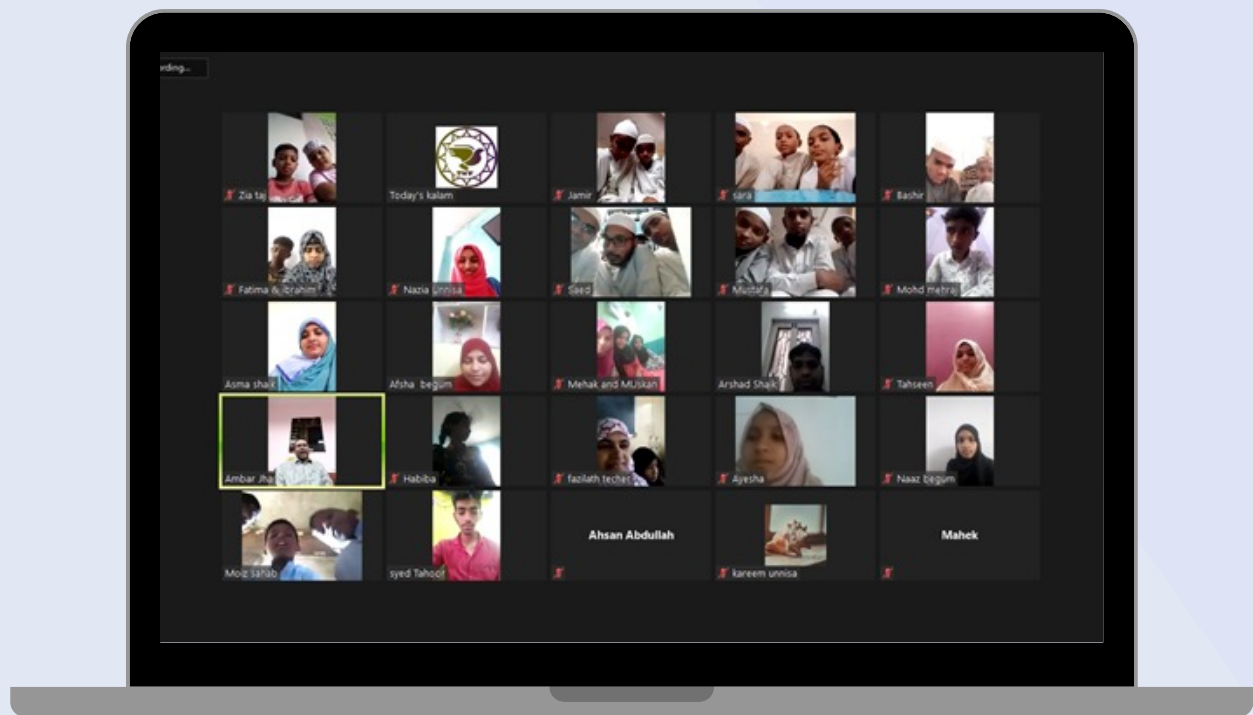 rding...
Zia taj
Today's kalam
Jamir
sara
Bashir
Fatima & ibrahim
Nazia Unnisa
Saed
Mustafa
Mohd mehraj
Asma shaik
Afsha begum
Mehak and MUskan
Arshad Shaik
Tahseen
Ambar Jha
Habiba
fazilath techer
Ayesha
Naaz begum
Moiz sahab
syed Tahoor
Ahsan Abdullah
kareem unnisa
Mahek